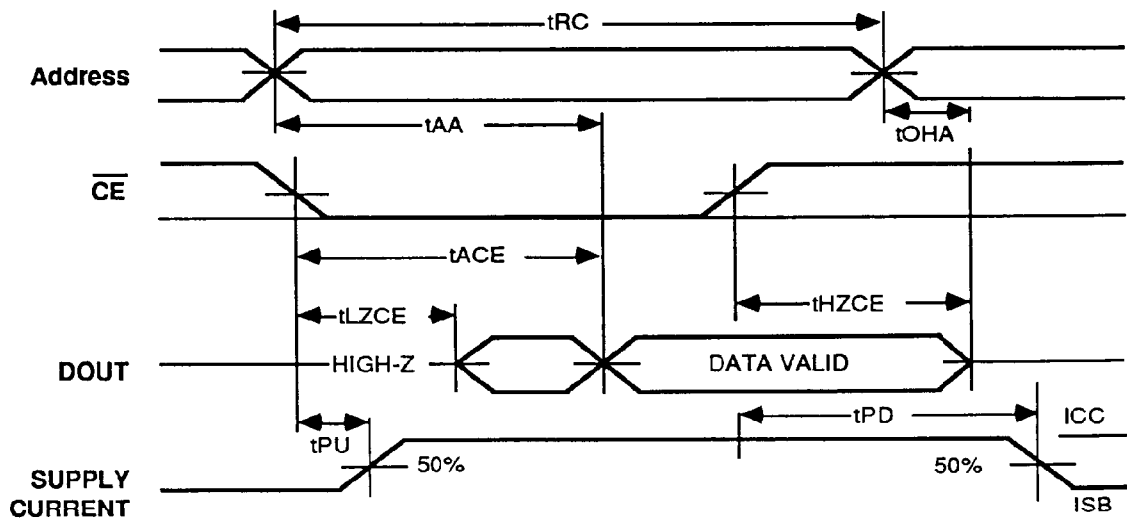 tRC
Address
tAA
tOHA
CE
tACE
tLZCE
tHZCE
DOUT
HIGH-Z
DATA VALID
tPU
tPD
ICC
50%
50%
SUPPLY
CURRENT
ISB